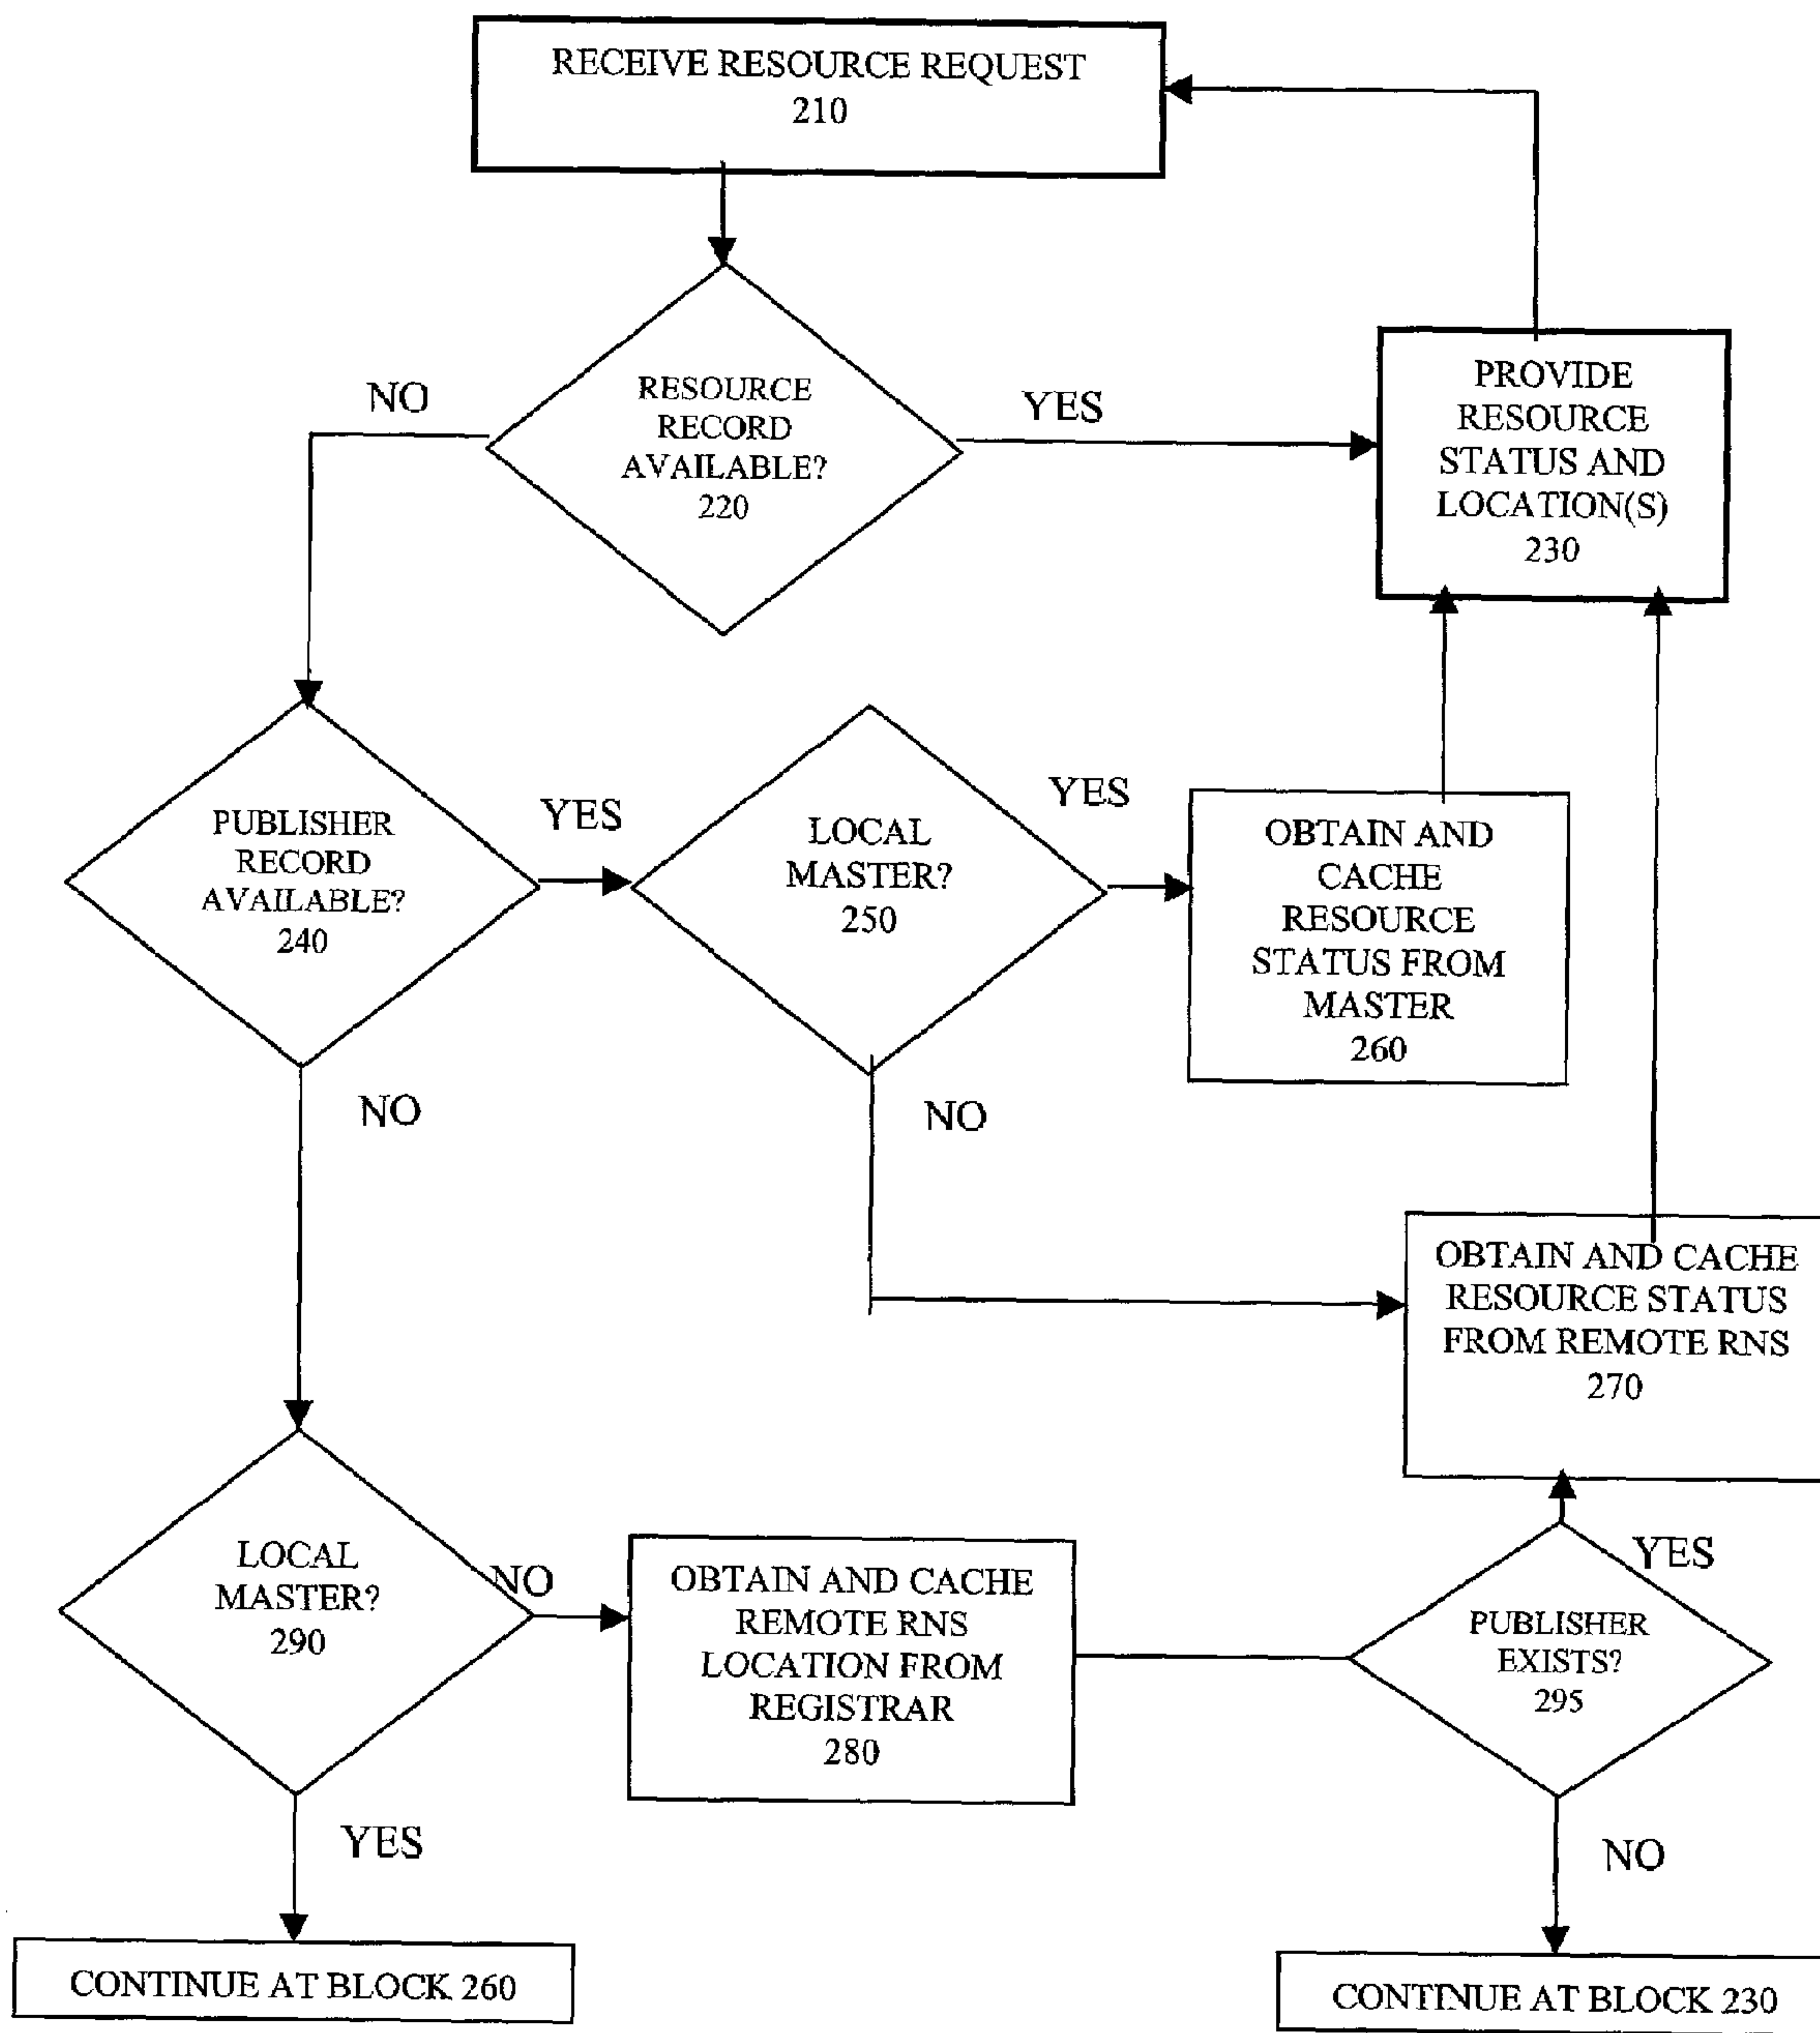 RECEIVE RESOURCE REQUEST
210
NO
RESOURCE
RECORD
AVAILABLE?
220
YES
PROVIDE
RESOURCE
STATUS AND
LOCATION(S)
230
PUBLISHER
RECORD
AVAILABLE?
240
YES
LOCAL
MASTER?
250
YES
OBTAIN AND
CACHE
RESOURCE
STATUS FROM
MASTER
260
NO
NO
OBTAIN AND CACHE
RESOURCE STATUS
FROM REMOTE RNS
270
LOCAL
MASTER?
290
NO
OBTAIN AND CACHE
REMOTE RNS
LOCATION FROM
REGISTRAR
280
YES
PUBLISHER
EXISTS?
295
YES
NO
CONTINUE AT BLOCK 260
CONTINUE AT BLOCK 230